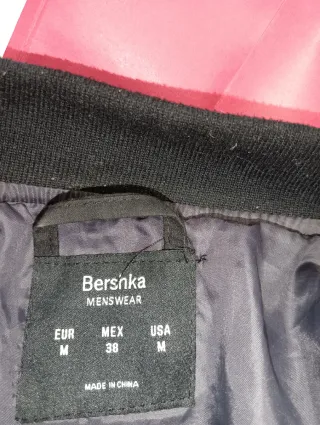 Bershka
MENSWEAR
EUR MEX USA
M 38 M
MADE IN CHINA